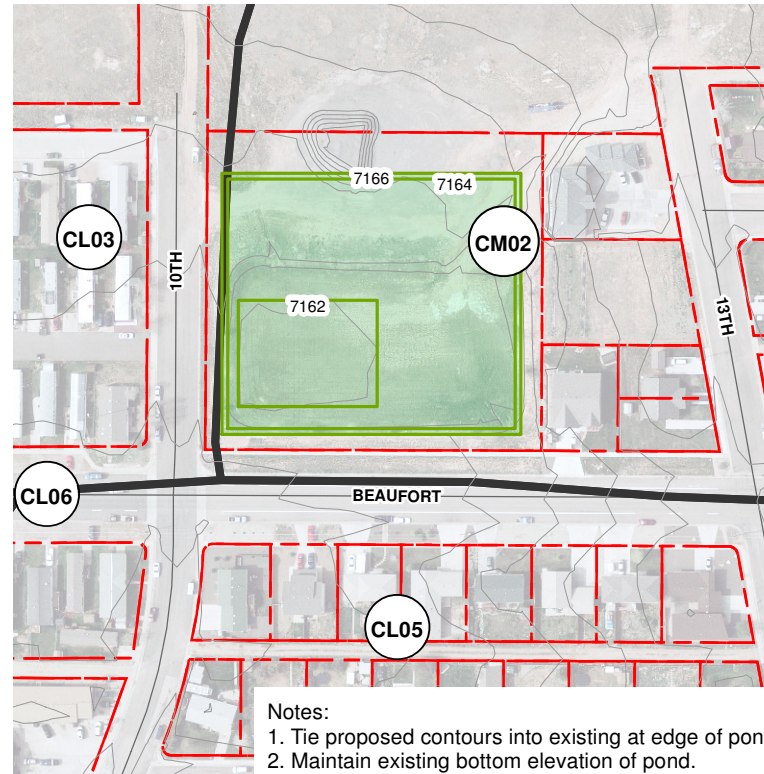 7166
7164
CL03
CM02
10TH
7162
13TH
CL06
BEAUFORT
CL05
Notes:
1. Tie proposed contours into existing at edge of pon
2. Maintain existing bottom elevation of pond.